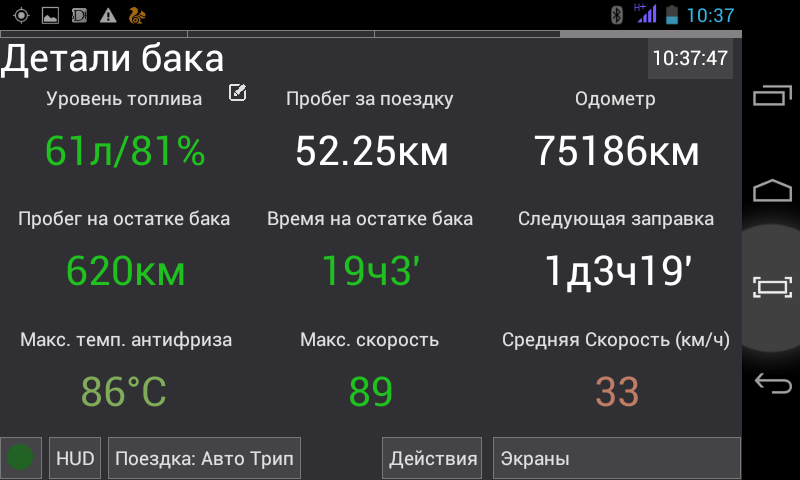 H+ 10:37
Детали бака 10:37:47
Уровень топлива Пробег за поездку Одометр
61л/81% 52.25км 75186км
Пробег на остатке бака Время на остатке бака Следующая заправка
620км 19ч3' 1д3ч19'
Макс. темп. антифриза Макс. скорость Средняя Скорость (км/ч)
86°C 89 33
HUD Поездка: Авто Трип Действия Экраны